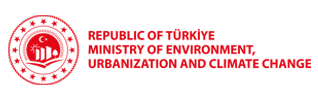 REPUBLIC OF TÜRKİYE
MINISTRY OF ENVIRONMENT,
URBANIZATION AND CLIMATE CHANGE